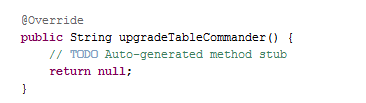 @Override
public String upgradeTableCommander() {
    // TODO Auto-generated method stub
    return null;
}